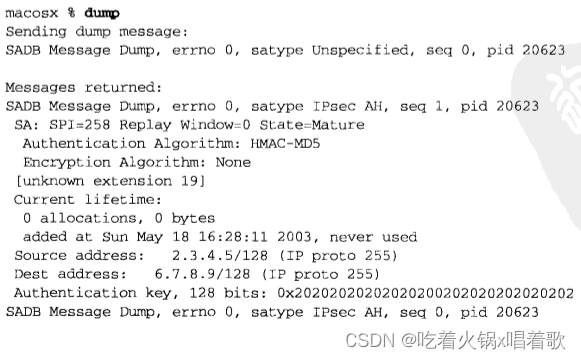 macosx % dump
Sending dump message:
SADB Message Dump, errno 0, satype Unspecified, seq 0, pid 20623
Messages returned:
SADB Message Dump, errno 0, satype IPsec AH, seq 1, pid 20623
SA: SPI=258 Replay Window=0 State=Mature
Authentication Algorithm: HMAC-MD5
Encryption Algorithm: None
[unknown extension 19]
Current lifetime:
0 allocations, 0 bytes
added at Sun May 18 16:28:11 2003, never used
Source address: 2.3.4.5/128 (IP proto 255)
Dest address: 6.7.8.9/128 (IP proto 255)
Authentication key, 128 bits: 0x20202020202020200202020202020202
SADB Message Dump, errno 0, satype IPsec AH, seq 0, pid 20623
CSDN @吃着火锅x唱着歌